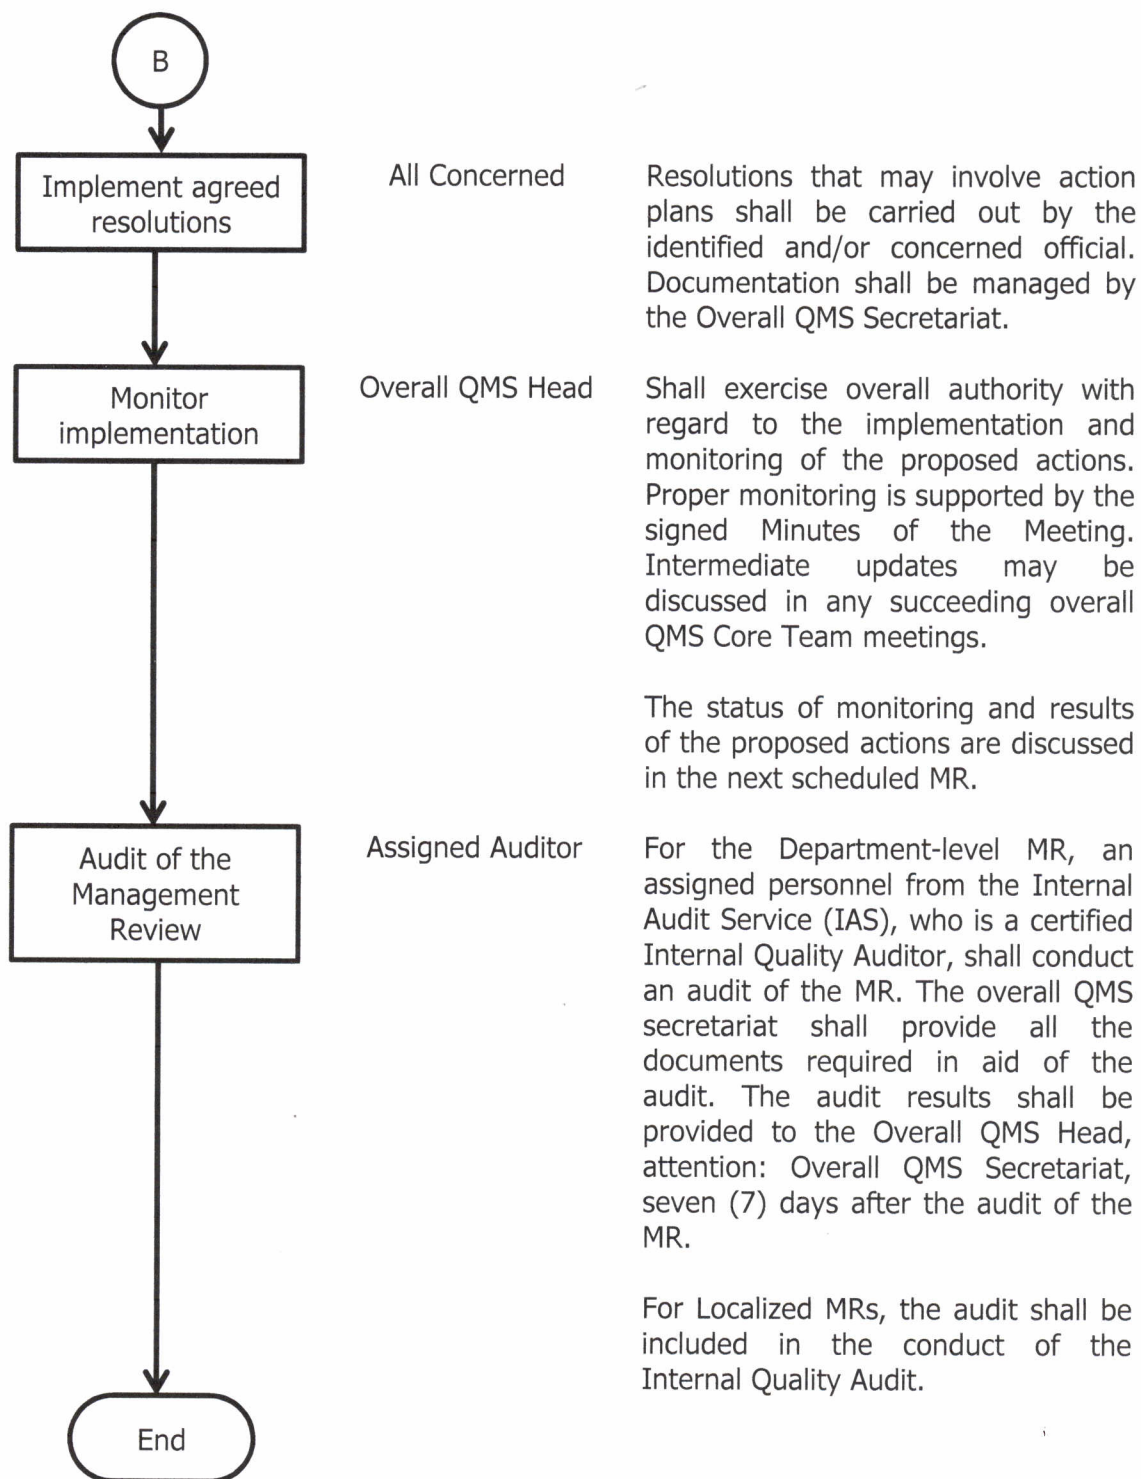 B
Implement agreed
resolutions
All Concerned
Resolutions that may involve action
plans shall be carried out by the
identified and/or concerned official.
Documentation shall be managed by
the Overall QMS Secretariat.
Monitor
implementation
Overall QMS Head
Shall exercise overall authority with
regard to the implementation and
monitoring of the proposed actions.
Proper monitoring is supported by the
signed Minutes of the Meeting.
Intermediate updates may be
discussed in any succeeding overall
QMS Core Team meetings.
The status of monitoring and results
of the proposed actions are discussed
in the next scheduled MR.
Audit of the
Management
Review
Assigned Auditor
For the Department-level MR, an
assigned personnel from the Internal
Audit Service (IAS), who is a certified
Internal Quality Auditor, shall conduct
an audit of the MR. The overall QMS
secretariat shall provide all the
documents required in aid of the
audit. The audit results shall be
provided to the Overall QMS Head,
attention: Overall QMS Secretariat,
seven (7) days after the audit of the
MR.
For Localized MRs, the audit shall be
included in the conduct of the
Internal Quality Audit.
End